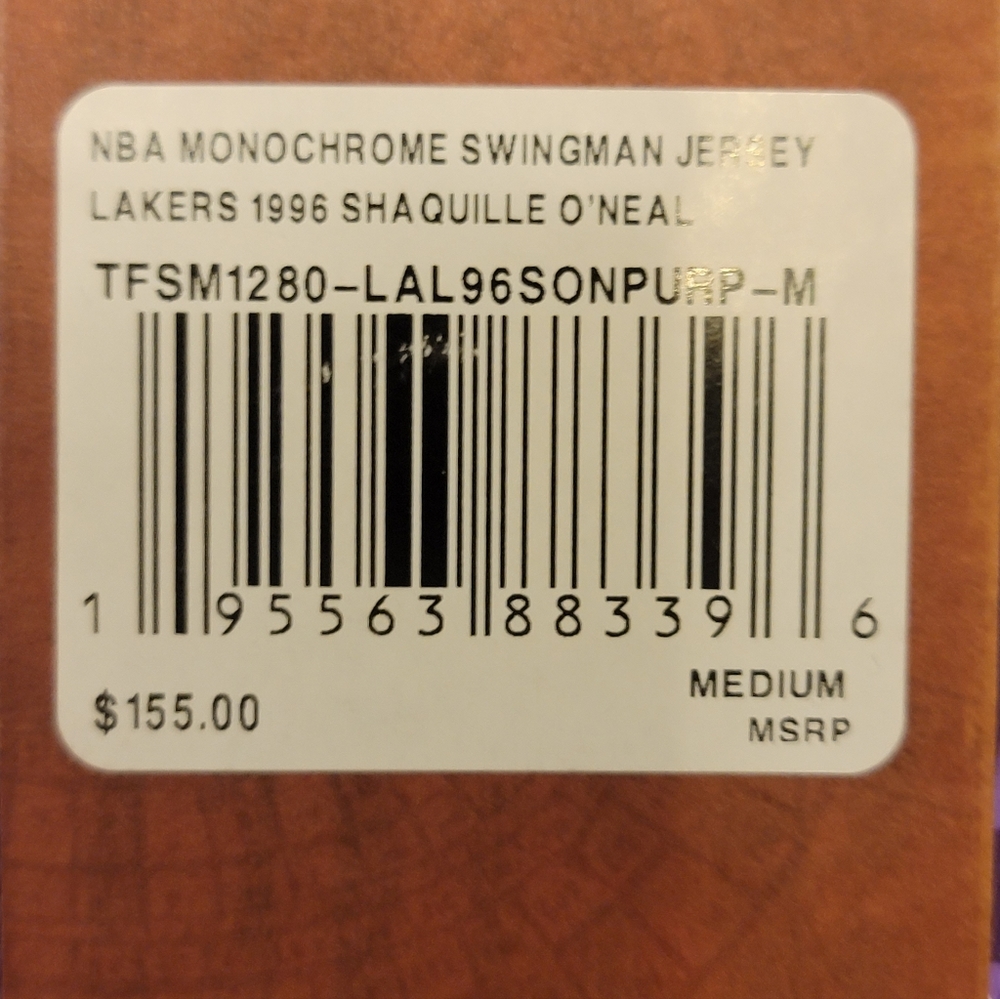 NBA MONOCHROME SWINGMAN JERSEY
LAKERS 1996 SHAQUILLE O'NEAL
TFSM1280-LAL96SONPURP-M
1 95563 88339 6
$155.00
MEDIUM
MSRP